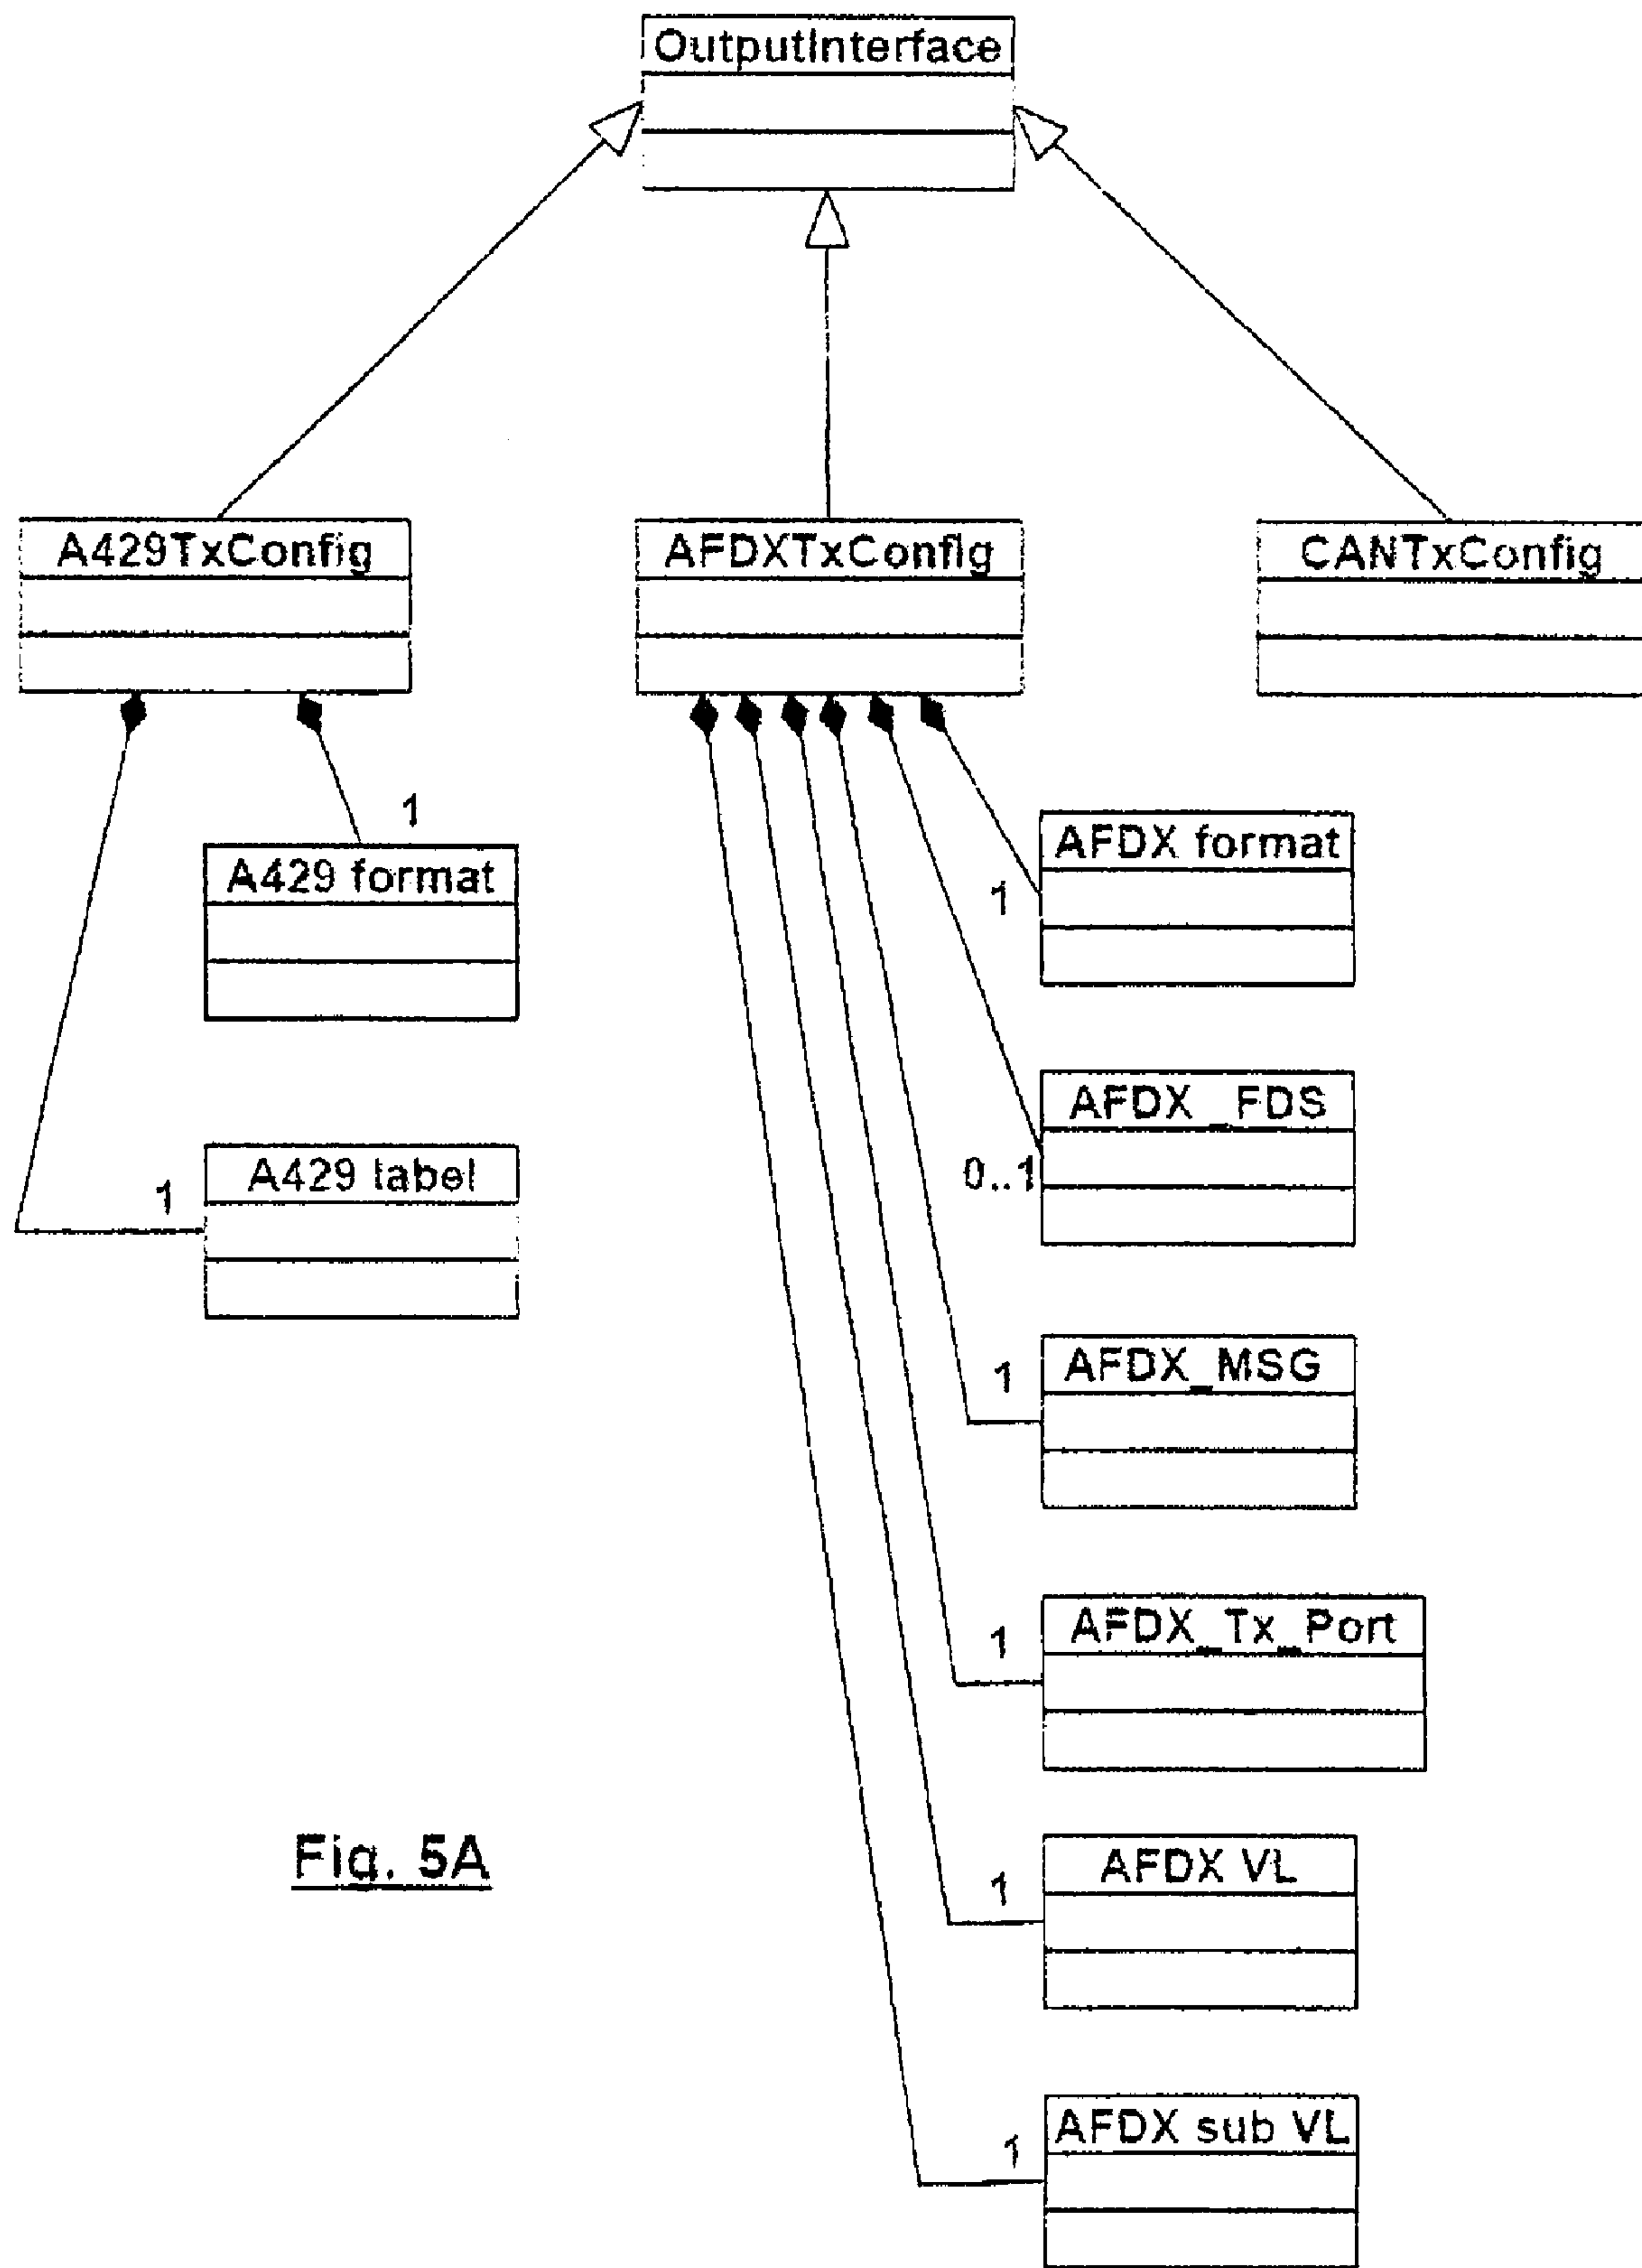 OutputInterface
A429TxConfig
AFDXTxConfig
CANTxConfig
1
A429 format
AFDX format
1
AFDX _FDS
0..1
A429 label
1
AFDX_MSG
1
AFDX_Tx_Port
1
AFDX VL
1
Fig. 5A
AFDX sub VL
1